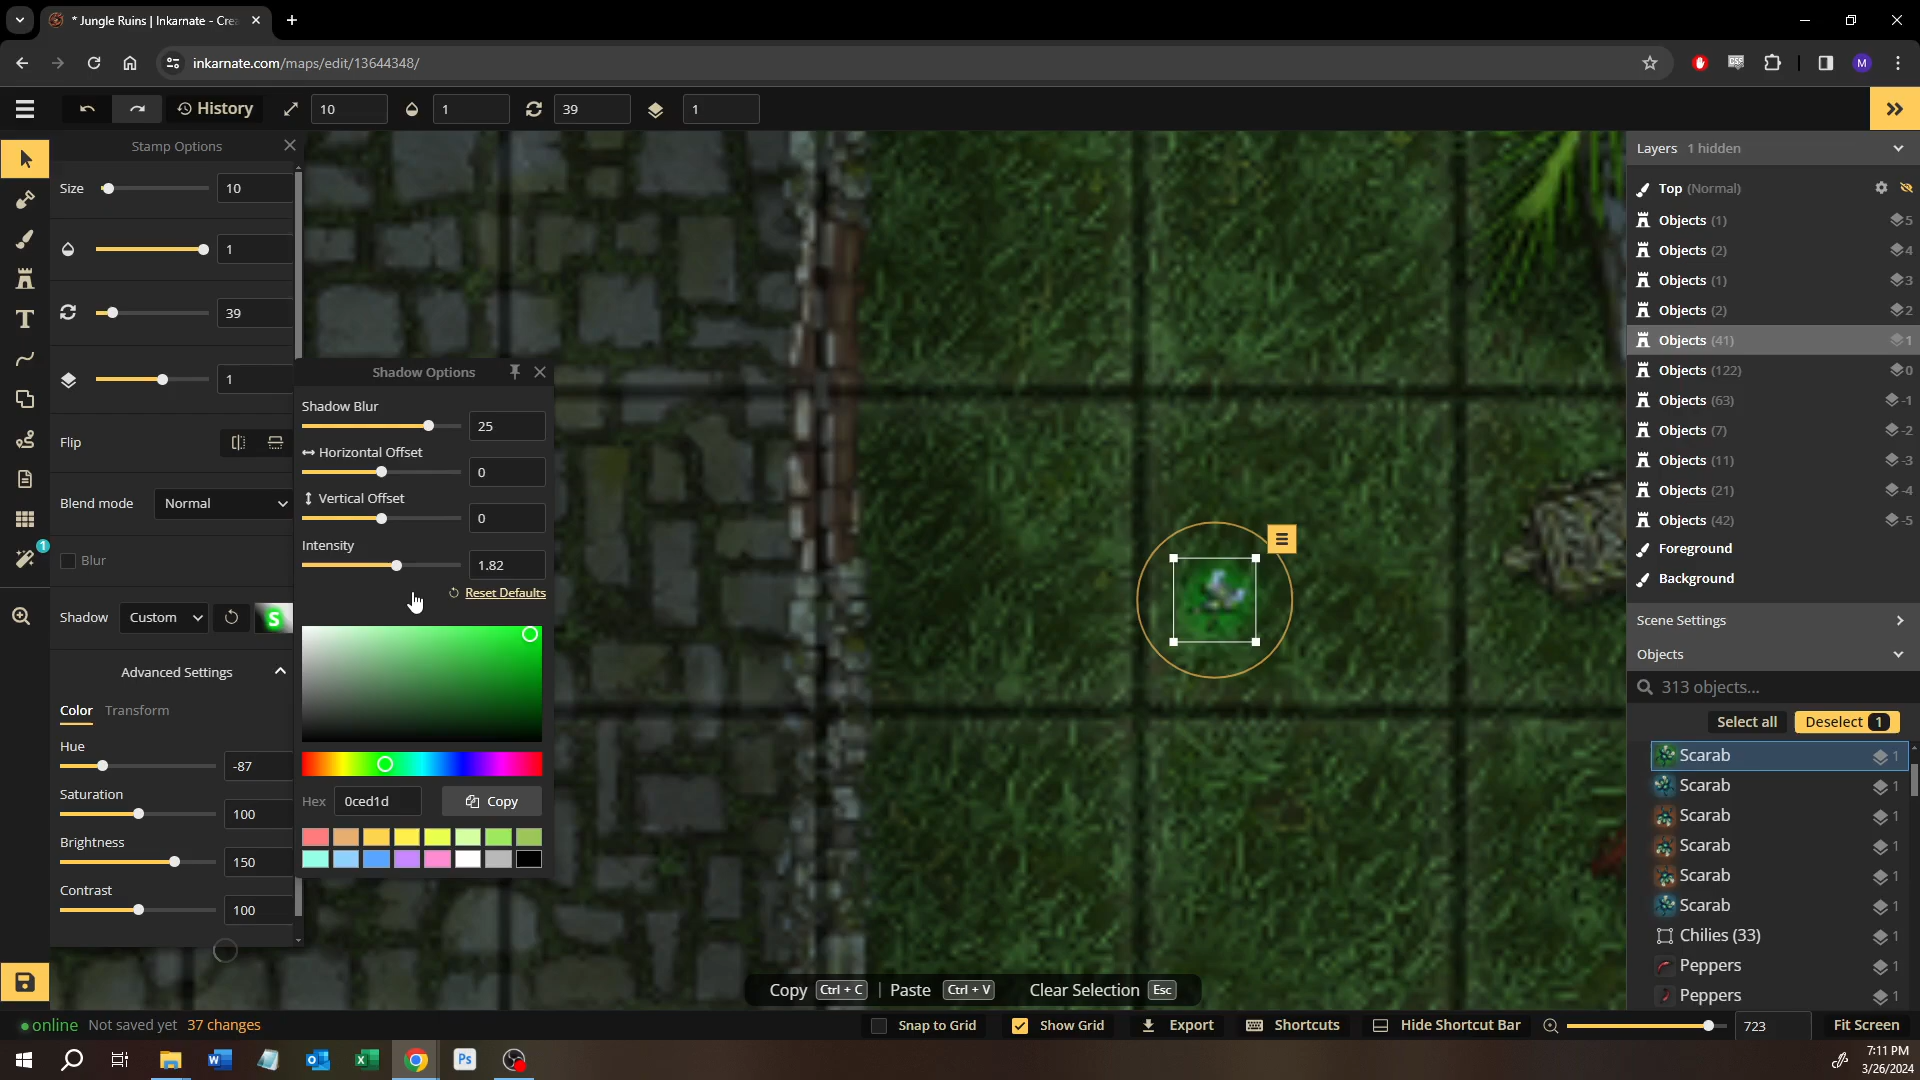 * Jungle Ruins | Inkarnate - Crea
inkarnate.com/maps/edit/13644348/
M
History
10
1
39
1
Stamp Options
Size
10
1
39
1
Flip
Blend mode
Normal
Blur
1
Shadow
Custom
S
Advanced Settings
Color
Transform
Hue
-87
Saturation
100
Brightness
150
Contrast
100
Shadow Options
Shadow Blur
25
Horizontal Offset
0
Vertical Offset
0
Intensity
1.82
Reset Defaults
Hex
0ced1d
Copy
Layers 1 hidden
Top (Normal)
Objects (1) 5
Objects (2) 4
Objects (1) 3
Objects (2) 2
Objects (41) 1
Objects (122) 0
Objects (63) -1
Objects (7) -2
Objects (11) -3
Objects (21) -4
Objects (42) -5
Foreground
Background
Scene Settings
Objects
313 objects...
Select all
Deselect 1
Scarab 1
Scarab 1
Scarab 1
Scarab 1
Scarab 1
Scarab 1
Chilies (33) 1
Peppers 1
Peppers 1
Copy Ctrl + C | Paste Ctrl + V Clear Selection Esc
online Not saved yet 37 changes
Snap to Grid
Show Grid
Export
Shortcuts
Hide Shortcut Bar
723
Fit Screen
Ps
7:11 PM
3/26/2024